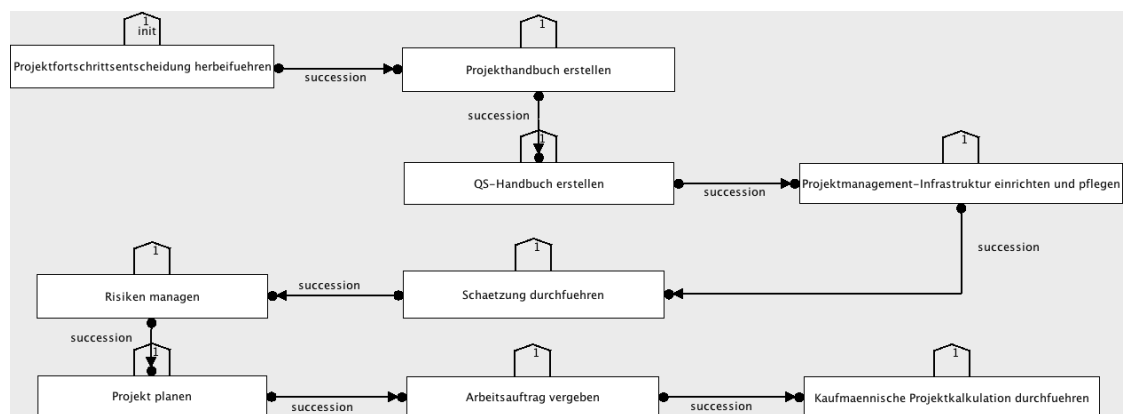 1
init
Projektfortschrittsentscheidung herbeifuehren
succession
1
Projekthandbuch erstellen
succession
1
QS-Handbuch erstellen
succession
1
Projektmanagement-Infrastruktur einrichten und pflegen
succession
1
Schaetzung durchfuehren
succession
1
Risiken managen
succession
1
Projekt planen
succession
1
Arbeitsauftrag vergeben
succession
1
Kaufmaennische Projektkalkulation durchfuehren